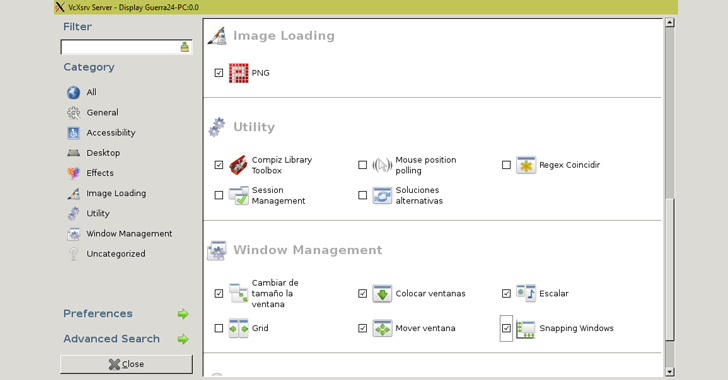 VcXsrv Server - Display Guerra24-PC:0.0
Filter
Category
All
General
Accessibility
Desktop
Effects
Image Loading
Utility
Window Management
Uncategorized
Preferences
Advanced Search
Close
Image Loading
PNG
Utility
Compiz Library
Toolbox
Mouse position
polling
Regex Coincidir
Session
Management
Soluciones
alternativas
Window Management
Cambiar de
tamaño la
ventana
Colocar ventanas
Escalar
Grid
Mover ventana
Snapping Windows